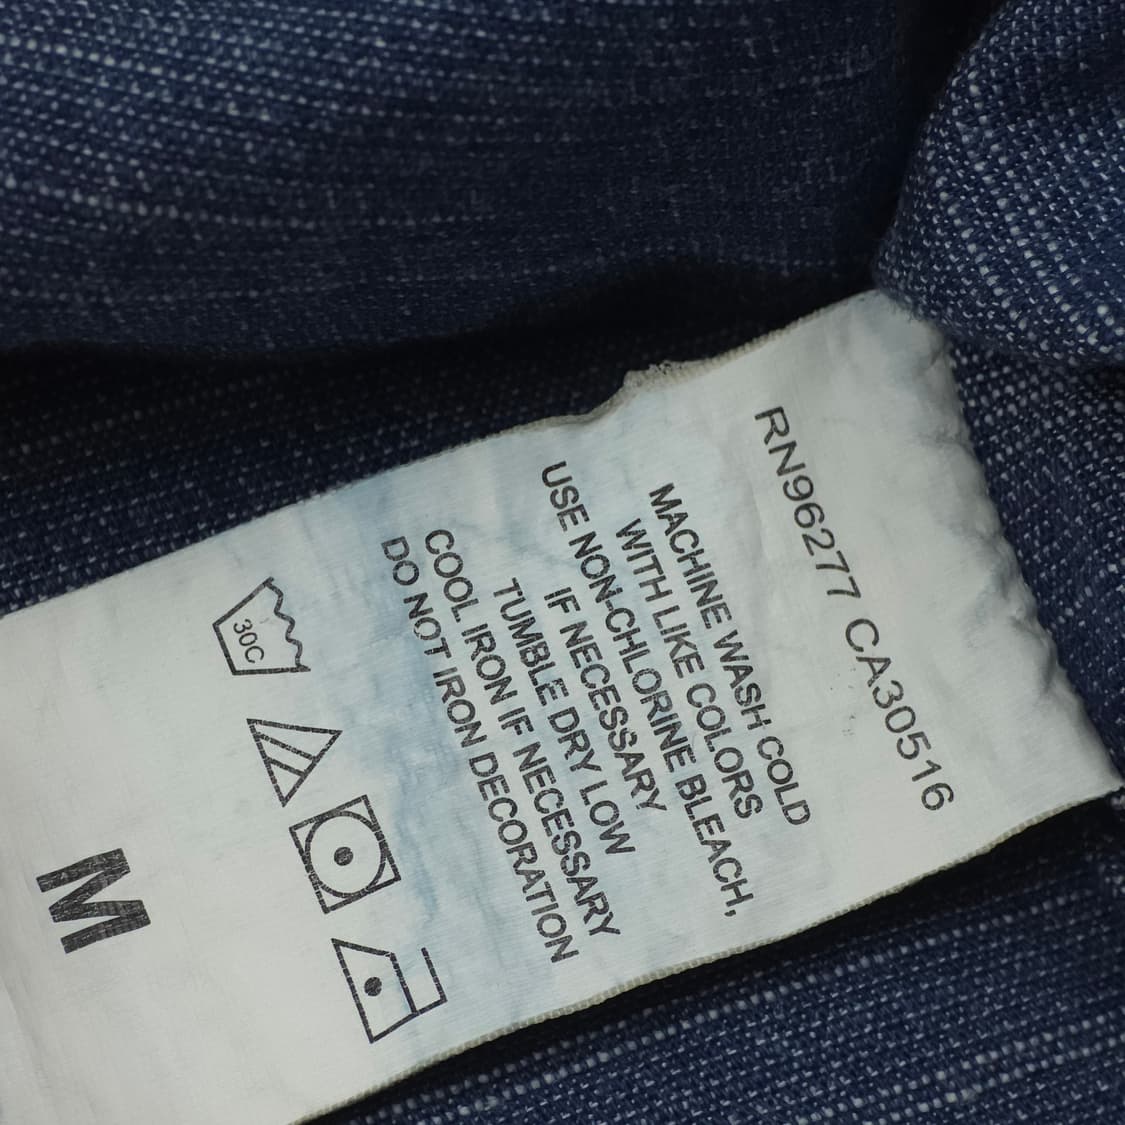 RN96277 CA30516
MACHINE WASH COLD
WITH LIKE COLORS
USE NON-CHLORINE BLEACH,
IF NECESSARY
TUMBLE DRY LOW
COOL IRON IF NECESSARY
DO NOT IRON DECORATION
30C
M